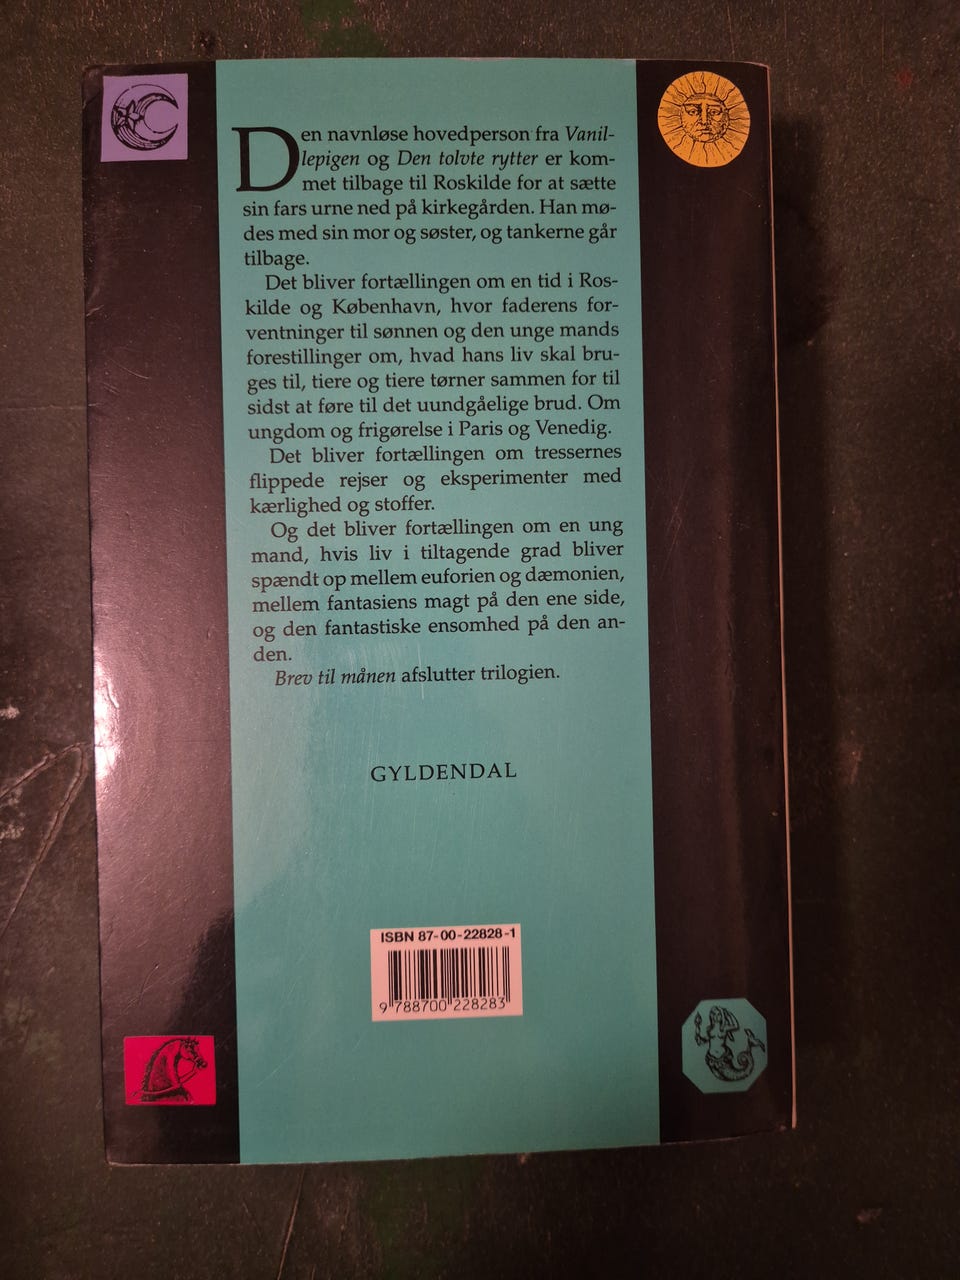 Den navnløse hovedperson fra Vanil-
lepigen og Den tolvte rytter er kom-
met tilbage til Roskilde for at sætte
sin fars urne ned på kirkegården. Han mø-
des med sin mor og søster, og tankerne går
tilbage.
Det bliver fortællingen om en tid i Ros-
kilde og København, hvor faderens for-
ventninger til sønnen og den unge mands
forestillinger om, hvad hans liv skal bru-
ges til, tiere og tiere tørner sammen for til
sidst at føre til det uundgåelige brud. Om
ungdom og frigørelse i Paris og Venedig.
Det bliver fortællingen om tressernes
flippede rejser og eksperimenter med
kærlighed og stoffer.
Og det bliver fortællingen om en ung
mand, hvis liv i tiltagende grad bliver
spændt op mellem euforien og dæmonien,
mellem fantasiens magt på den ene side,
og den fantastiske ensomhed på den an-
den.
Brev til månen afslutter trilogien.
GYLDENDAL
ISBN 87-00-22828-1
9 788700 228283